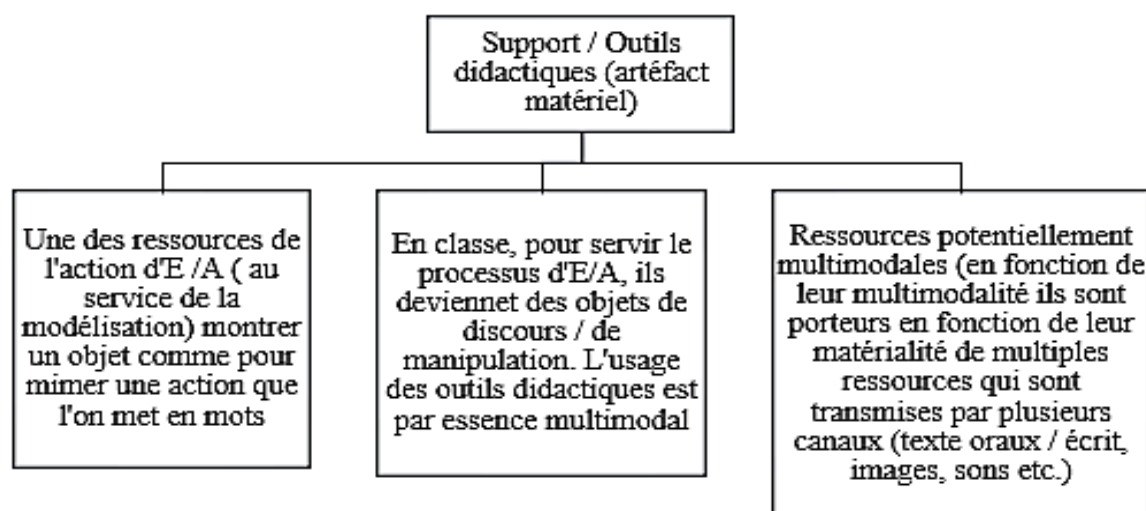 Support / Outils
didactiques (artéfact
matériel)
Une des ressources de
l'action d'E /A ( au
service de la
modélisation) montrer
un objet comme pour
mimer une action que
l'on met en mots
En classe, pour servir le
processus d'E/A, ils
deviennet des objets de
discours / de
manipulation. L'usage
des outils didactiques est
par essence multimodal
Ressources potentiellement
multimodales (en fonction de
leur multimodalité ils sont
porteurs en fonction de leur
matérialité de multiples
ressources qui sont
transmises par plusieurs
canaux (texte oraux / écrit,
images, sons etc.)